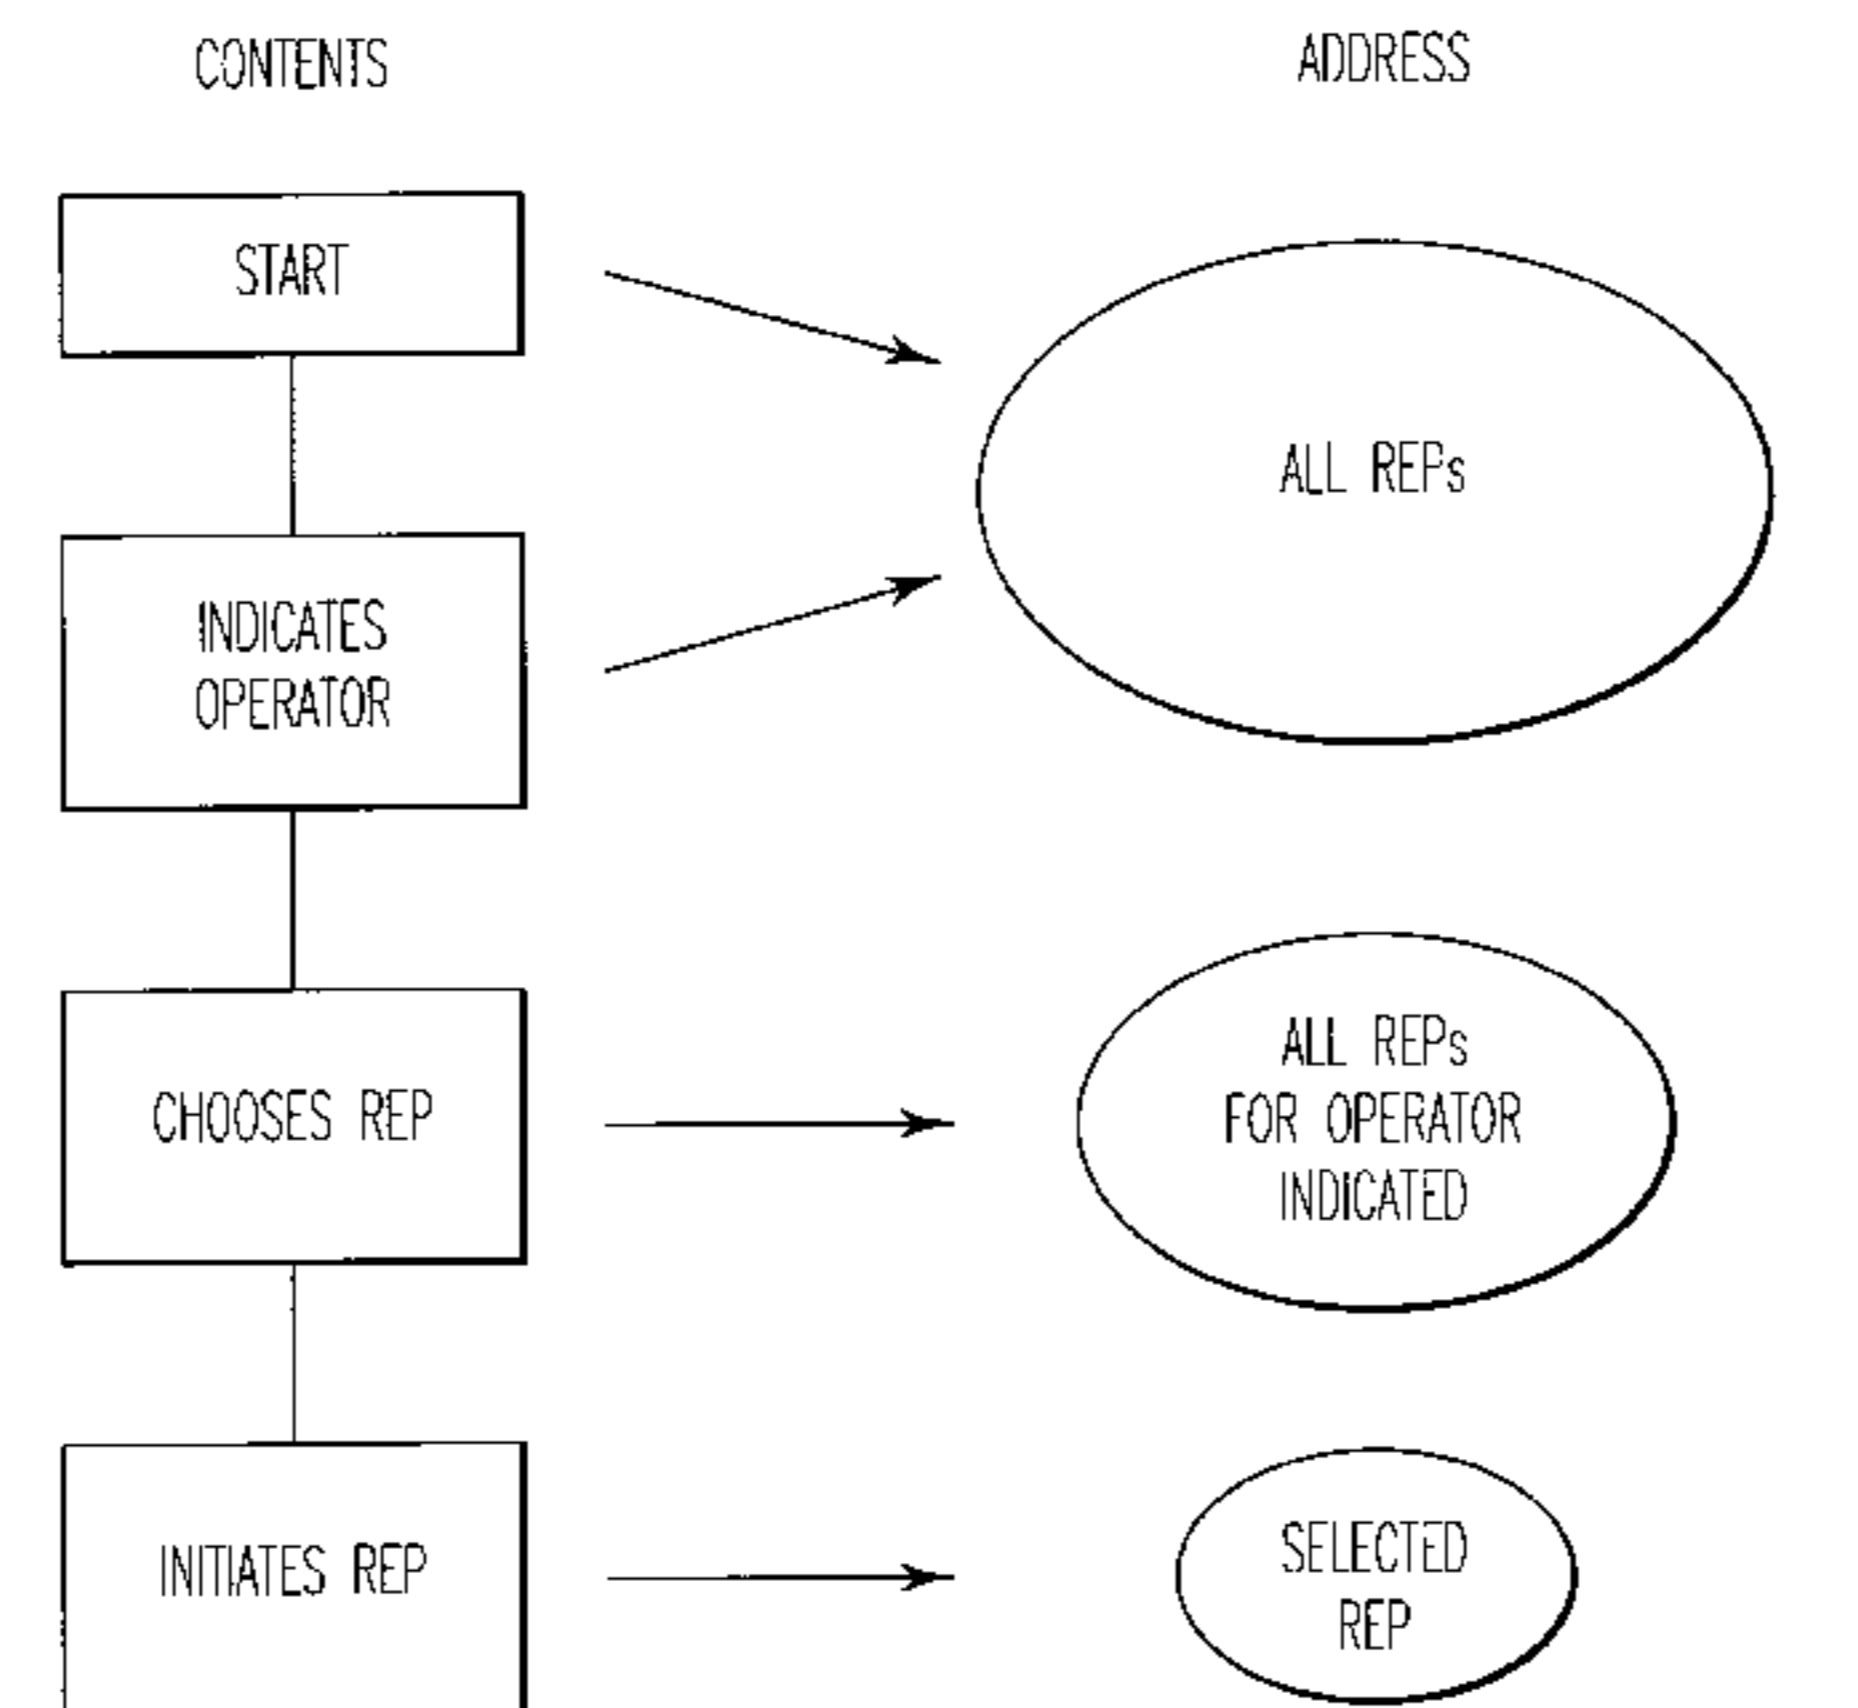 CONTENTS
ADDRESS
START
ALL REPs
INDICATES
OPERATOR
CHOOSES REP
ALL REPs
FOR OPERATOR
INDICATED
INITIATES REP
SELECTED
REP